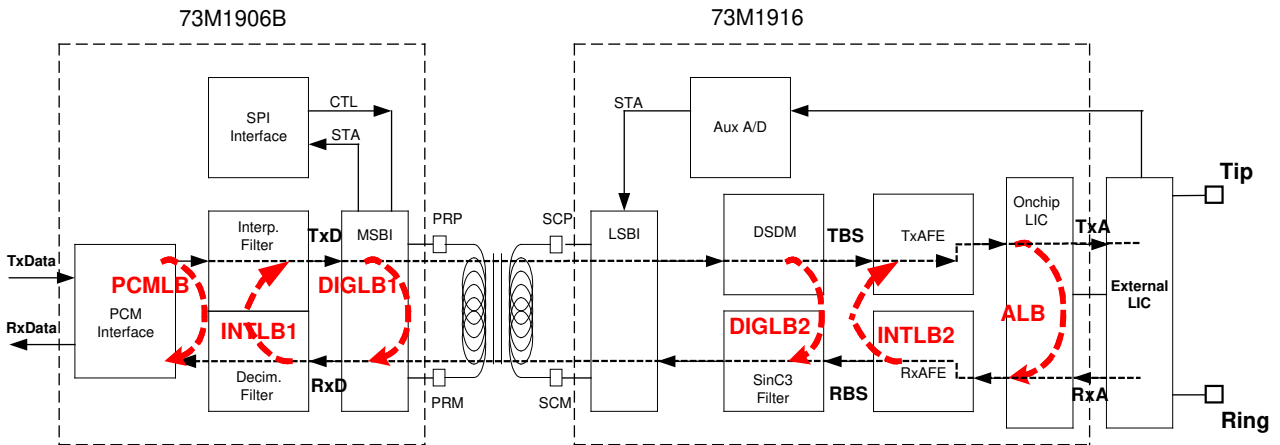 73M1906B
73M1916
SPI
Interface
CTL
STA
STA
Aux A/D
Tip
Interp.
Filter
TxD
MSBI
PRP
SCP
LSBI
DSDM
TBS
TxAFE
Onchip
LIC
TxA
TxData
PCMLB
DIGLB1
PCM
Interface
RxData
INTLB1
DIGLB2
INTLB2
ALB
External
LIC
Decim.
Filter
RxD
PRM
SCM
SinC3
Filter
RBS
RxAFE
RxA
Ring